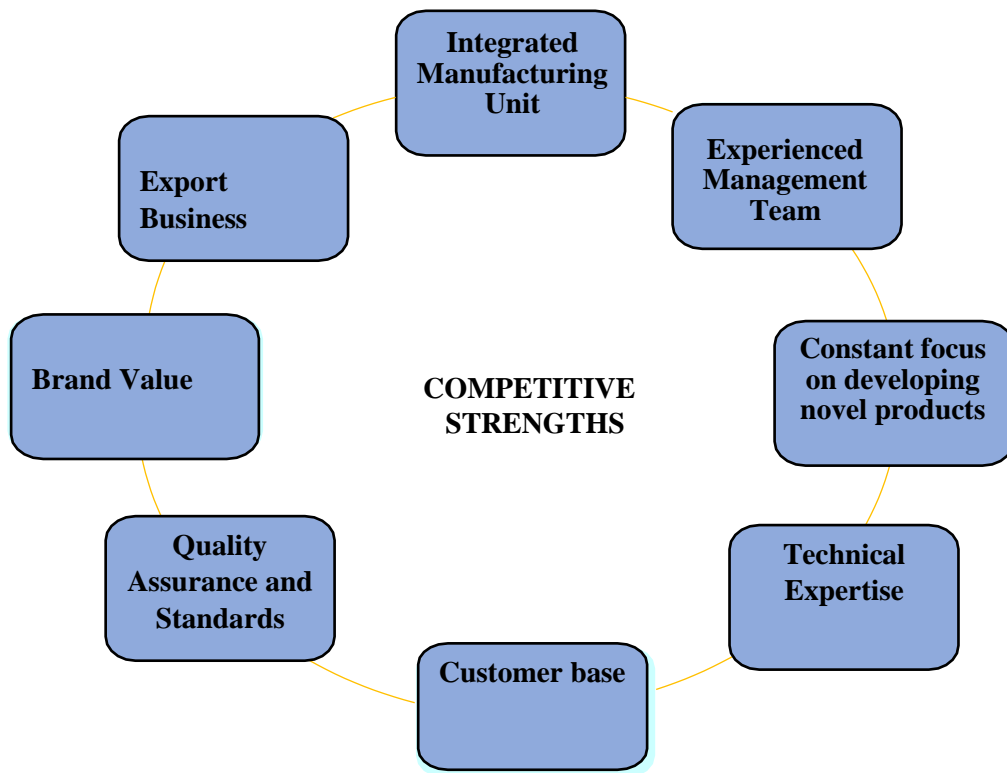 Integrated
Manufacturing
Unit
Experienced
Management
Team
Constant focus
on developing
novel products
Technical
Expertise
Customer base
Quality
Assurance and
Standards
Brand Value
Export
Business
COMPETITIVE
STRENGTHS